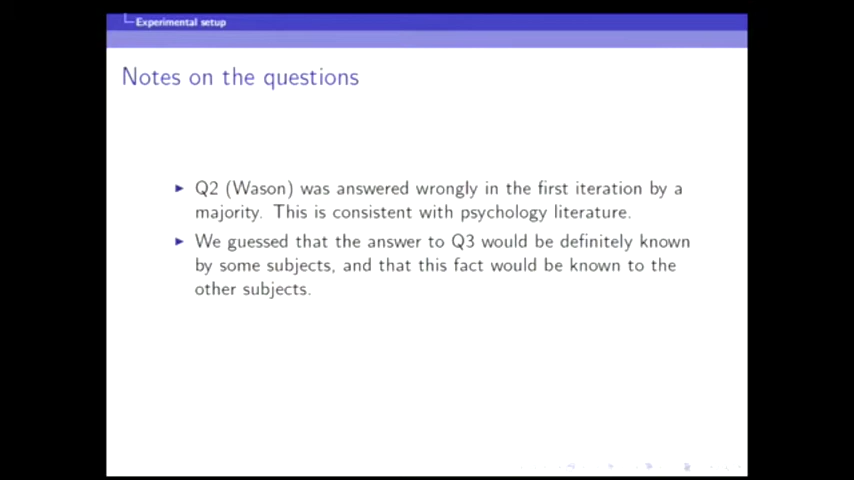 Experimental setup
Notes on the questions
Q2 (Wason) was answered wrongly in the first iteration by a
majority. This is consistent with psychology literature.
We guessed that the answer to Q3 would be definitely known
by some subjects, and that this fact would be known to the
other subjects.